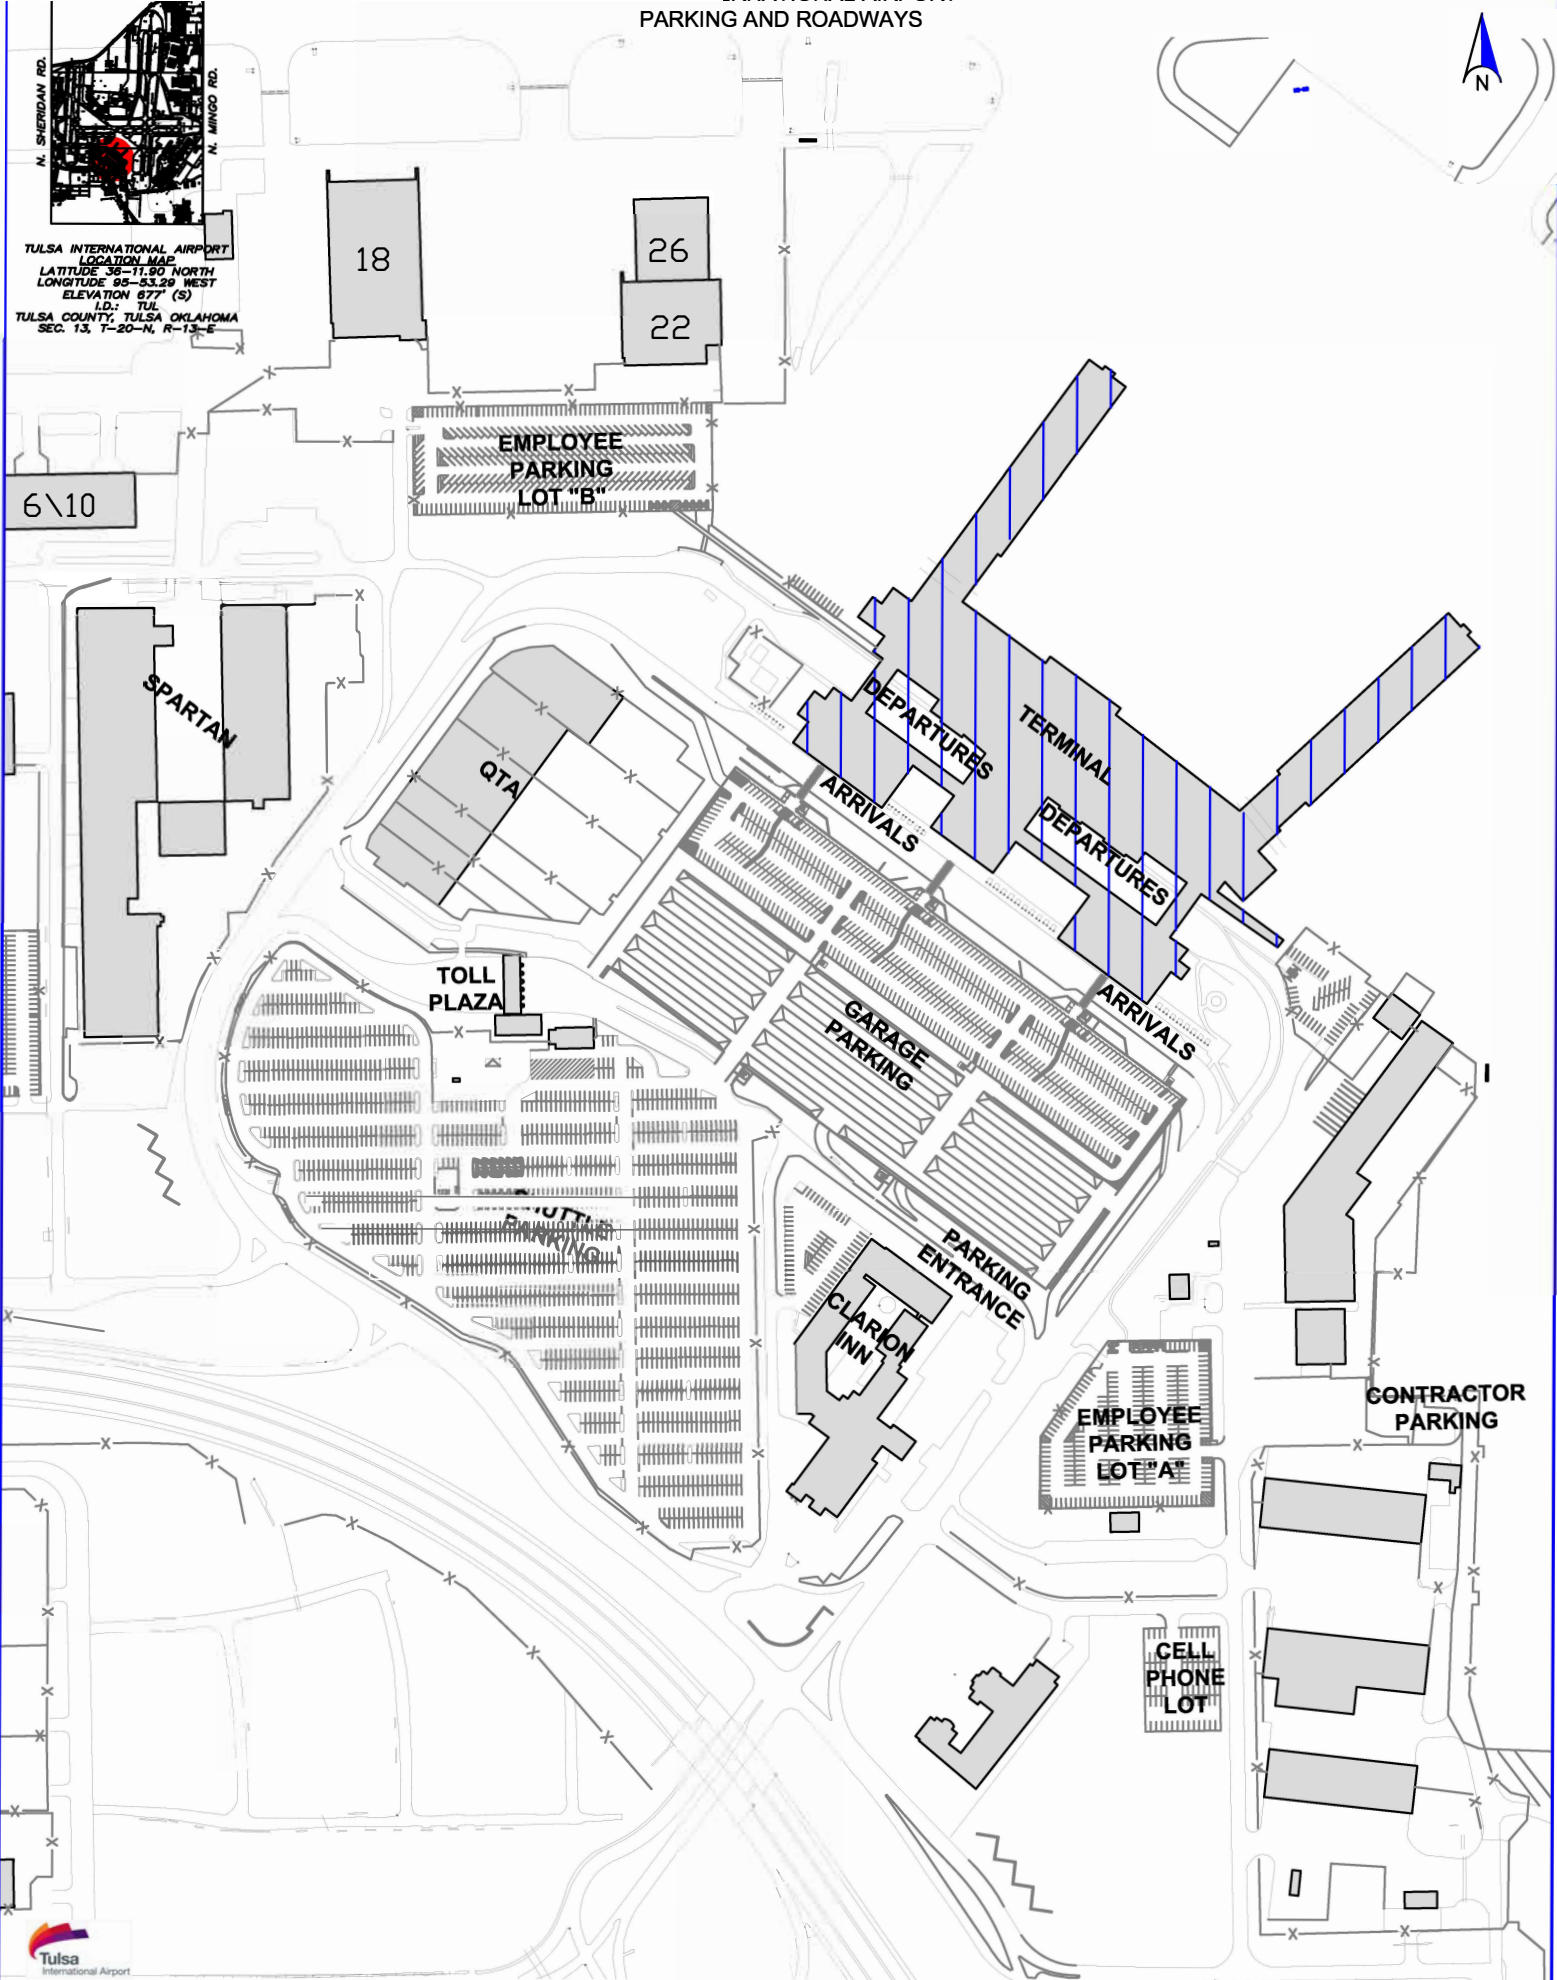 PARKING AND ROADWAYS
N
N. SHERIDAN RD.
N. MINGO RD.
TULSA INTERNATIONAL AIRPORT
LOCATION MAP
LATITUDE 36-11.90 NORTH
LONGITUDE 95-53.29 WEST
ELEVATION 677' (S)
I.D.: TUL
TULSA COUNTY, TULSA OKLAHOMA
SEC. 13, T-20-N, R-13-E
18
26
22
EMPLOYEE
PARKING
LOT "B"
6\10
SPARTAN
QTA
DEPARTURES
TERMINAL
ARRIVALS
DEPARTURES
ARRIVALS
TOLL
PLAZA
GARAGE
PARKING
PARKING
PARKING
ENTRANCE
CLARION
INN
EMPLOYEE
PARKING
LOT "A"
CONTRACTOR
PARKING
CELL
PHONE
LOT
Tulsa
International Airport